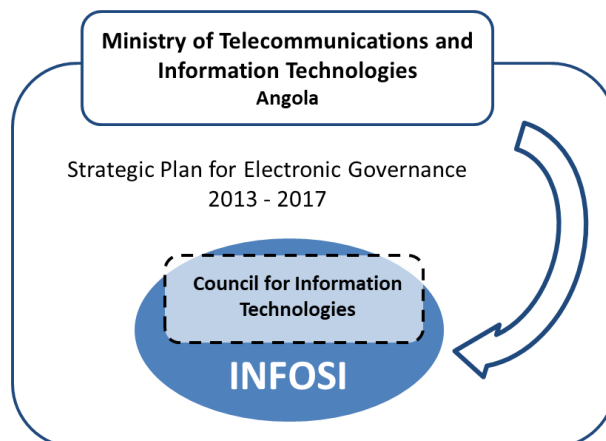 Ministry of Telecommunications and
Information Technologies
Angola
Strategic Plan for Electronic Governance
2013 - 2017
Council for Information
Technologies
INFOSI